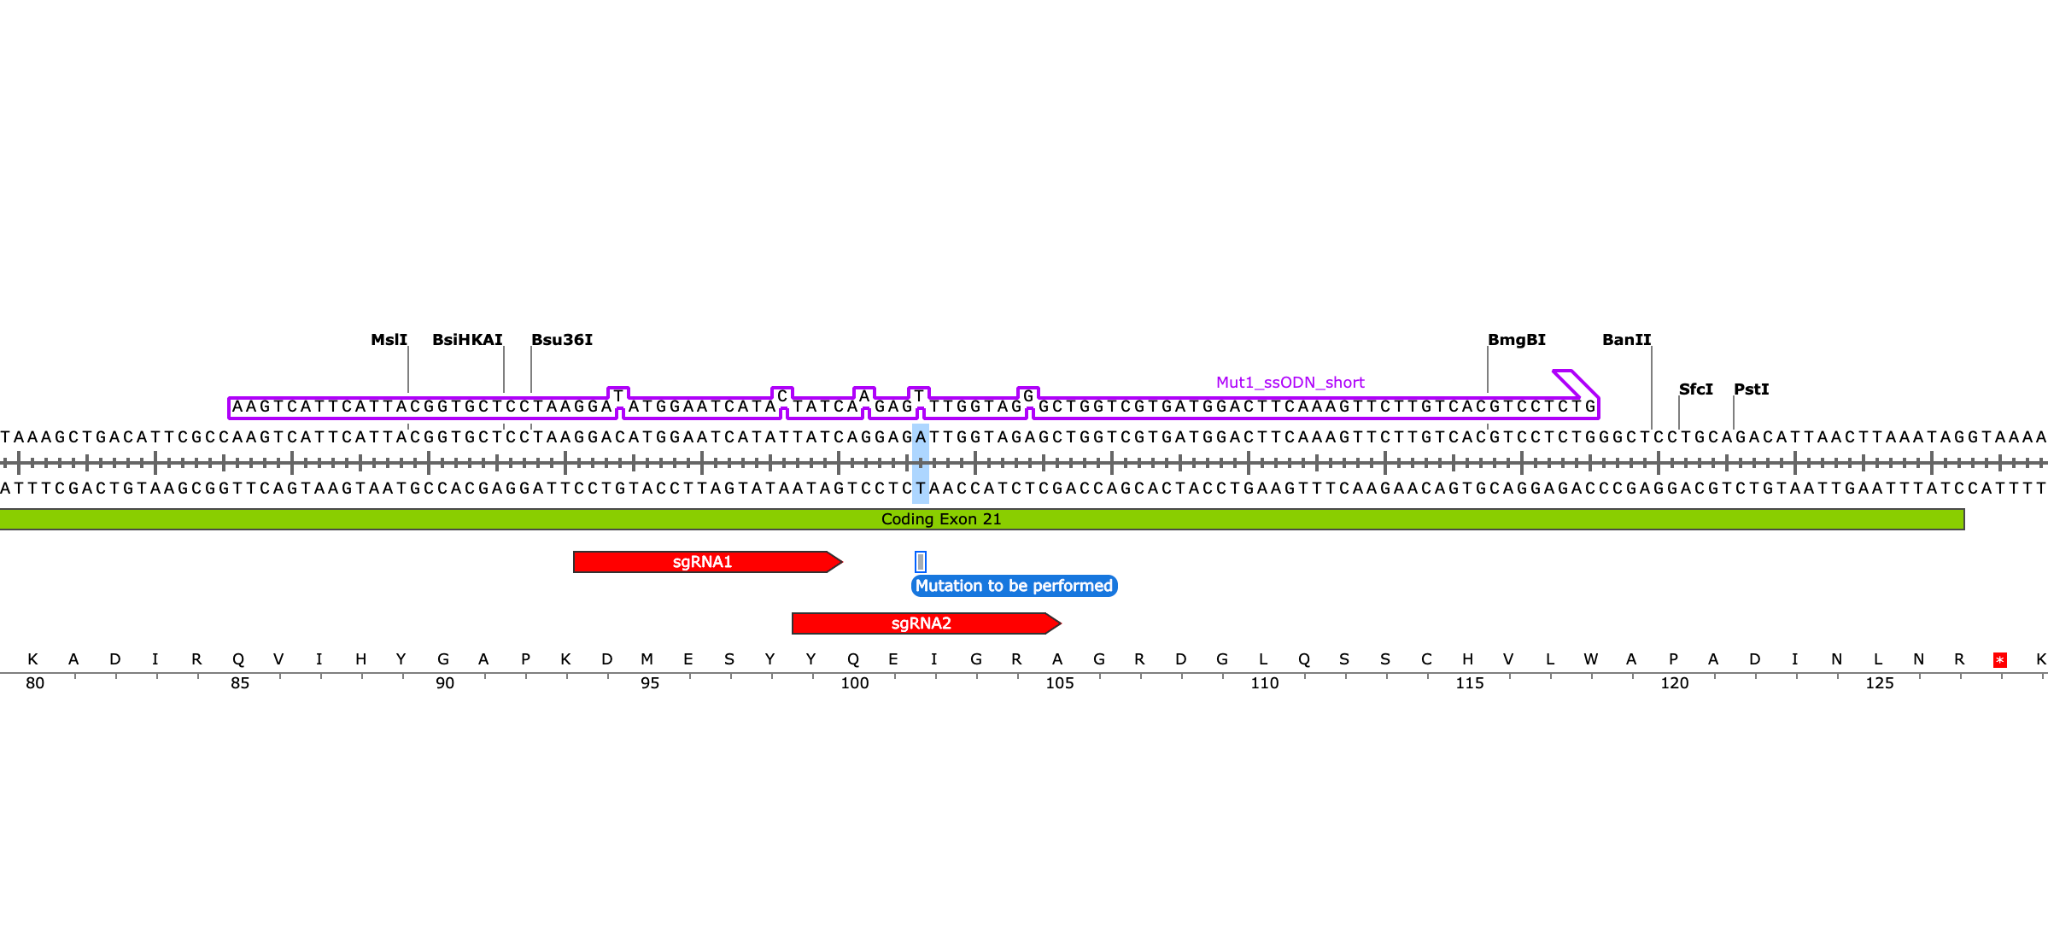 MslI BsiHKAI Bsu36I BmgBI BanII
Mut1_ssODN_short SfcI PstI
T C A T G
AAGTCATTCATTACGGTGCTCCTAAGGA ATGGAATCATA TATCA GAG TTGGTAG GCTGGTCGTGATGGACTTCAAAGTTCTTGTCACGTCCTCTG
TAAAGCTGACATTCGCCAAGTCATTCATTACGGTGCTCCTAAGGACATGGAATCATATTATCAGGAGATTGGTAGAGCTGGTCGTGATGGACTTCAAAGTTCTTGTCACGTCCTCTGGGCTCCTGCAGACATTAACTTAAATAGGTAAAA
ATTTCGACTGTAAGCGGTTCAGTAAGTAATGCCACGAGGATTCCTGTACCTTAGTATAATAGTCCTCTAACCATCTCGACCAGCACTACCTGAAGTTTCAAGAACAGTGCAGGAGACCCGAGGACGTCTGTAATTGAATTTATCCATTTT
Coding Exon 21
sgRNA1
Mutation to be performed
sgRNA2
K A D I R Q V I H Y G A P K D M E S Y Y Q E I G R A G R D G L Q S S C H V L W A P A D I N L N R * K
80 85 90 95 100 105 110 115 120 125